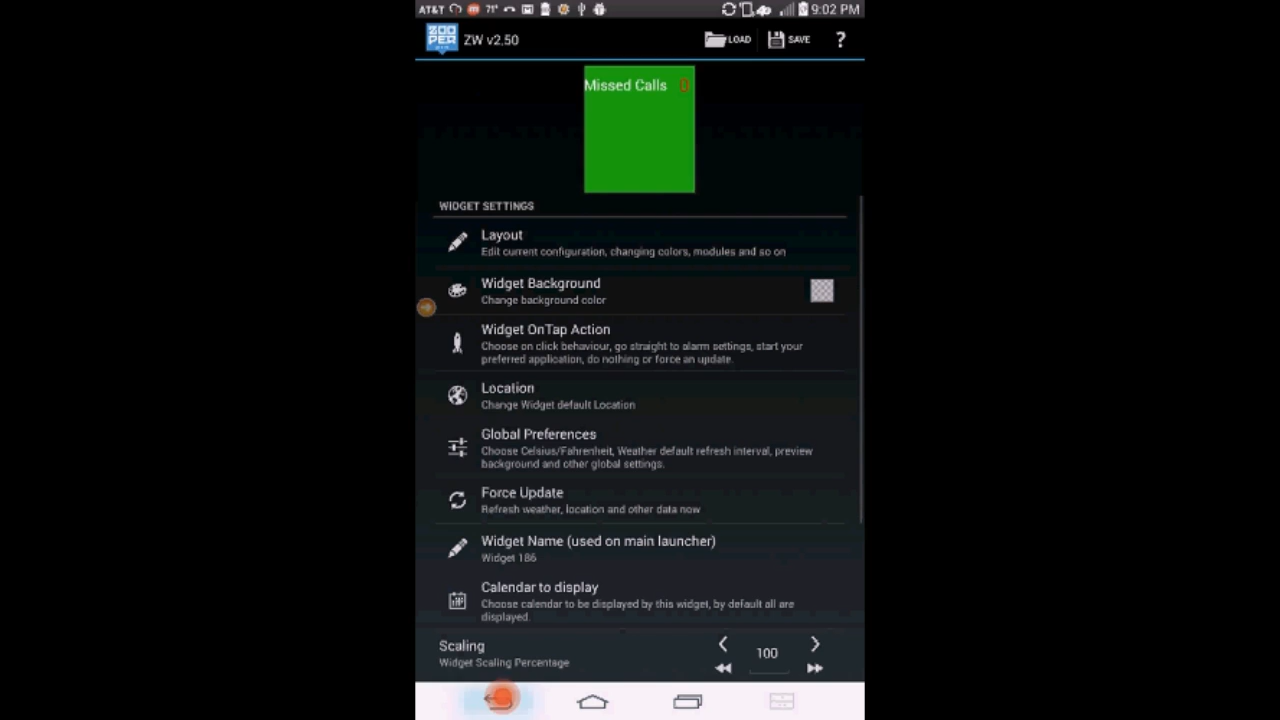 AT&T 71° 9:02 PM
ZOO PER ZW v2.50 LOAD SAVE ?
Missed Calls 0
WIDGET SETTINGS
Layout
Edit current configuration, changing colors, modules and so on
Widget Background
Change background color
Widget OnTap Action
Choose on click behaviour, go straight to alarm settings, start your
preferred application, do nothing or force an update.
Location
Change Widget default Location
Global Preferences
Choose Celsius/Fahrenheit, Weather default refresh interval, preview
background and other global settings.
Force Update
Refresh weather, location and other data now
Widget Name (used on main launcher)
Widget 186
Calendar to display
Choose calendar to be displayed by this widget, by default all are
displayed.
Scaling
Widget Scaling Percentage
100